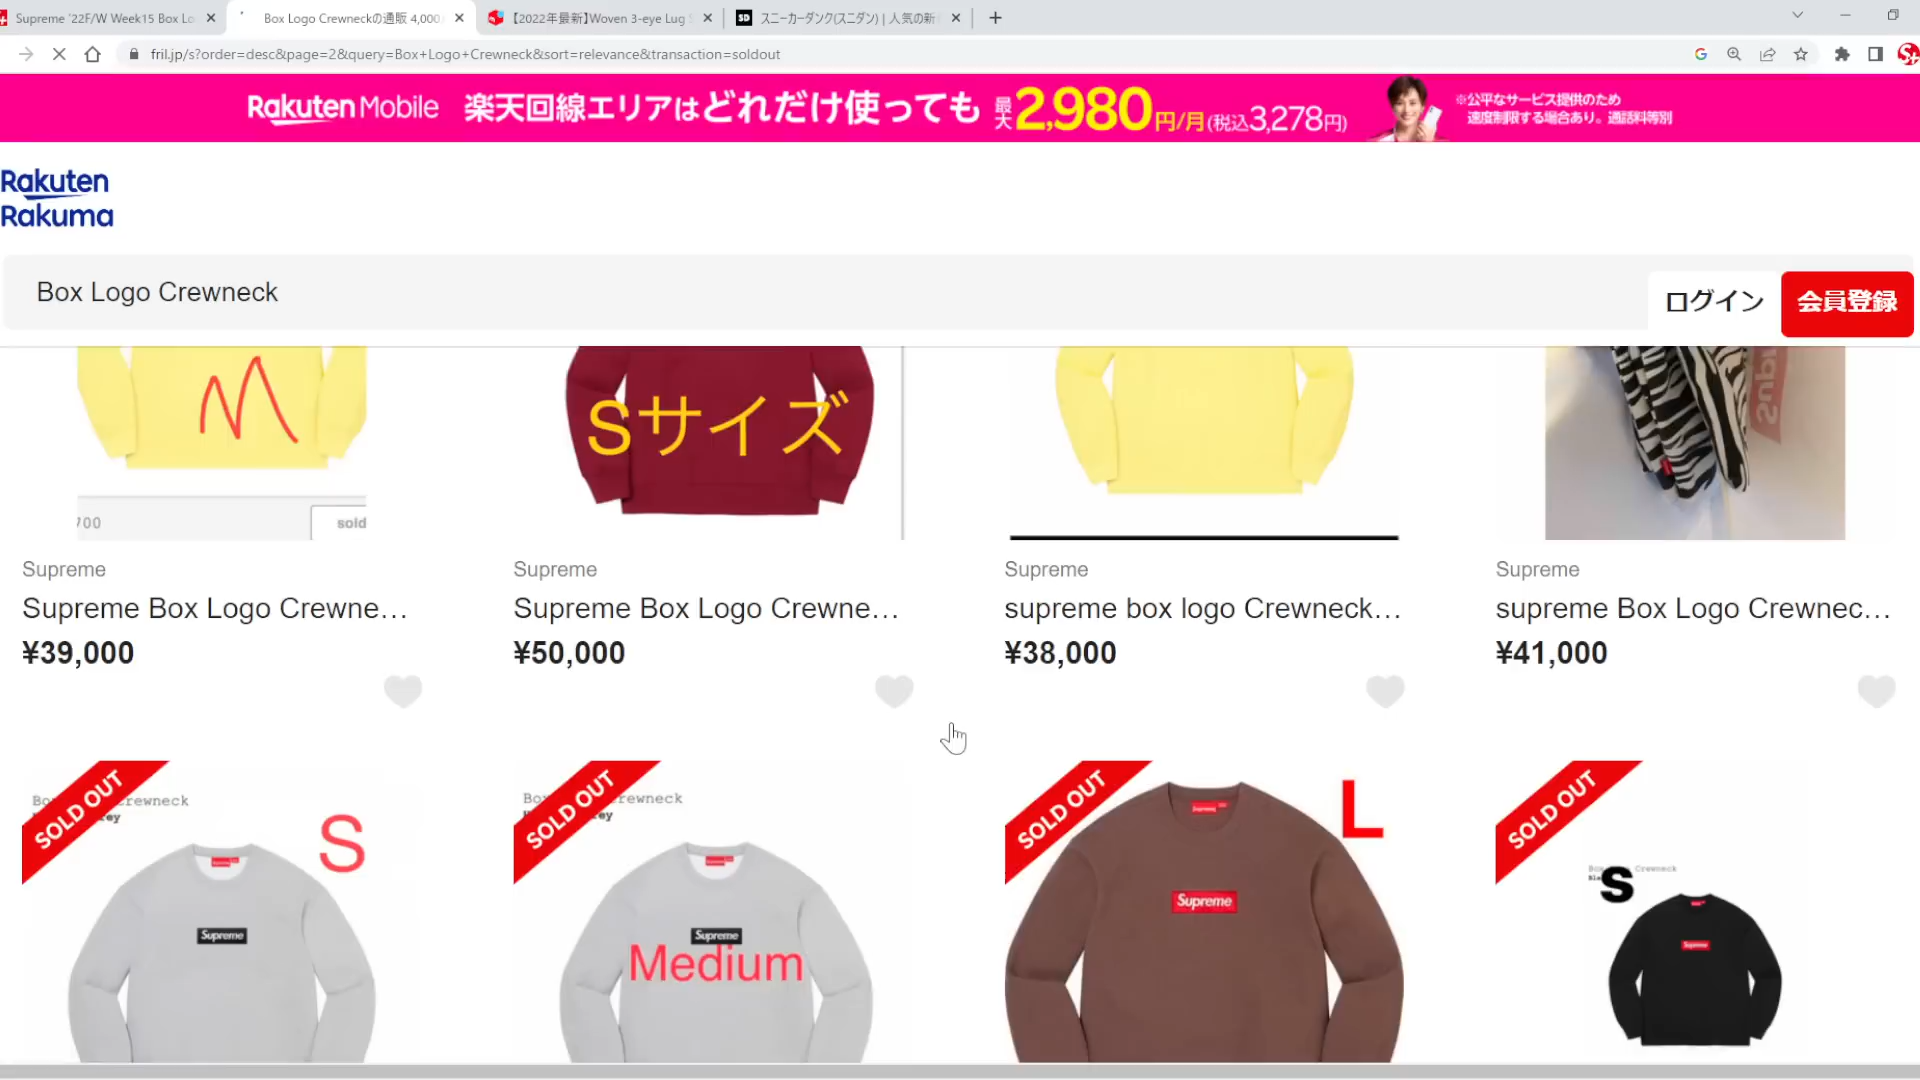 Supreme '22F/W Week15 Box Lo
Box Logo Crewneckの通販 4,000
【2022年最新】Woven 3-eye Lug
スニーカーダンク(スニダン) | 人気の新
fril.jp/s?order=desc&page=2&query=Box+Logo+Crewneck&sort=relevance&transaction=soldout
Rakuten Mobile 楽天回線エリアはどれだけ使っても 最大2,980円/月(税込3,278円)
※公平なサービス提供のため
速度制限する場合あり。通話料等別
Rakuten
Rakuma
Box Logo Crewneck
ログイン
会員登録
M
Sサイズ
Supreme
700
sold
Supreme
Supreme
Supreme
Supreme
Supreme Box Logo Crewne…
Supreme Box Logo Crewne…
supreme box logo Crewneck…
supreme Box Logo Crewnec…
¥39,000
¥50,000
¥38,000
¥41,000
SOLD OUT
SOLD OUT
SOLD OUT
SOLD OUT
S
L
S
Crewneck
Supreme
Supreme
Supreme
Supreme
Medium